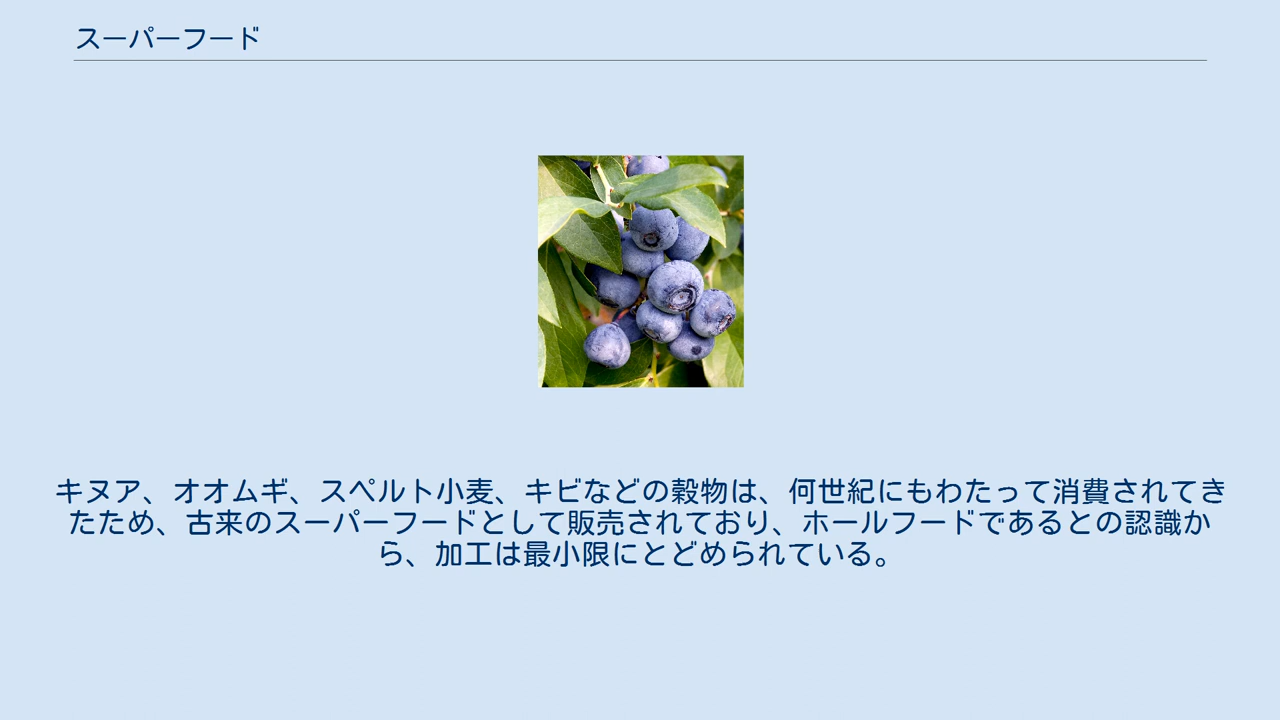 スーパーフード
キヌア、オオムギ、スペルト小麦、キビなどの穀物は、何世紀にもわたって消費されてき
たため、古来のスーパーフードとして販売されており、ホールフードであるとの認識か
ら、加工は最小限にとどめられている。